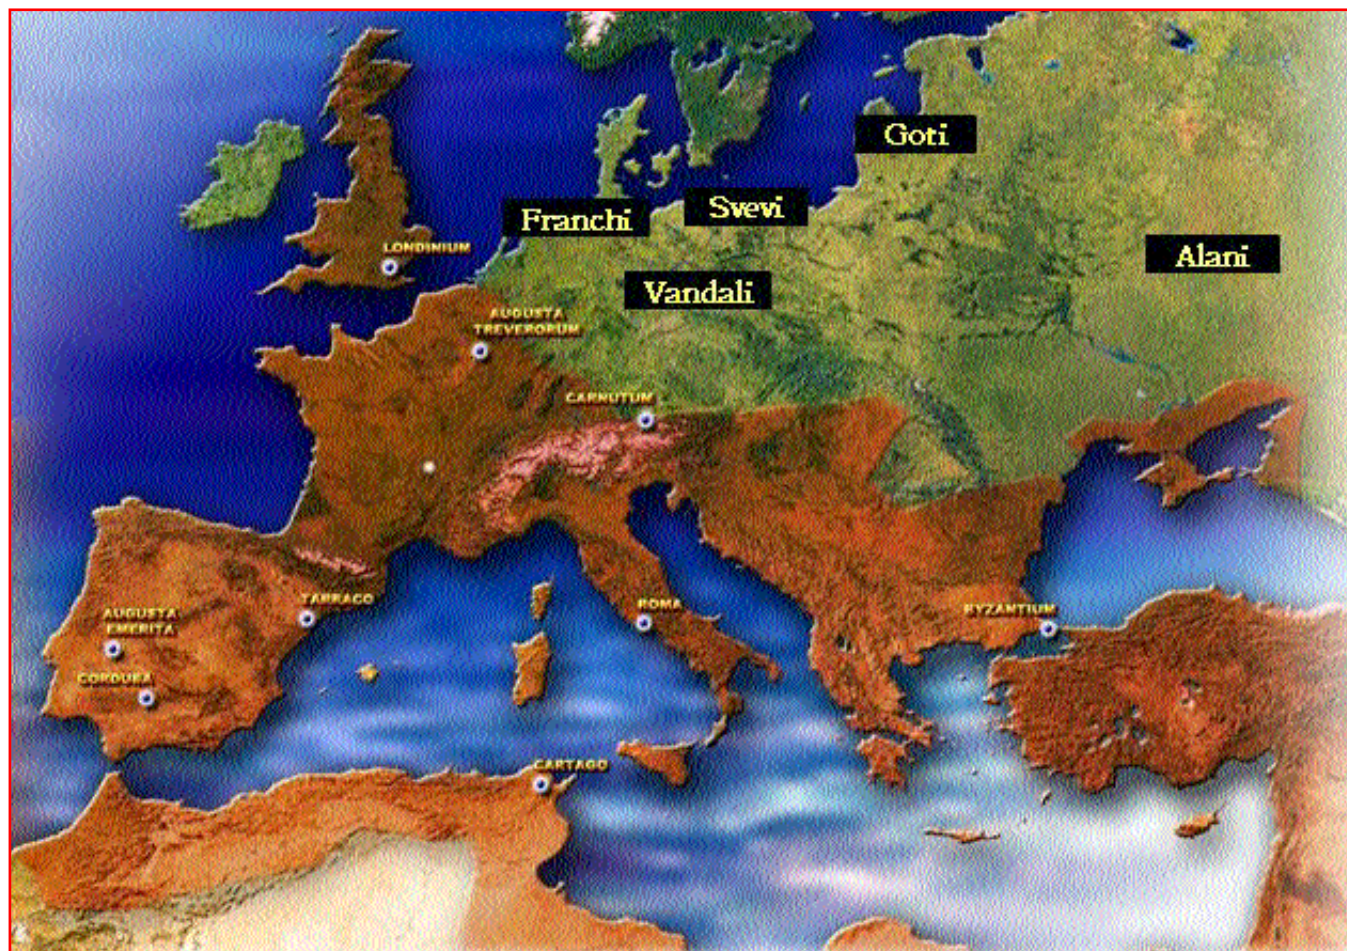 Goti
Svevi
Franchi
LONDINIUM
Alani
Vandali
AUGUSTA
TREVERORUM
CARNUTUM
TARRACO
ROMA
BYZANTIUM
AUGUSTA
EMERITA
CORDUBA
CARTAGO